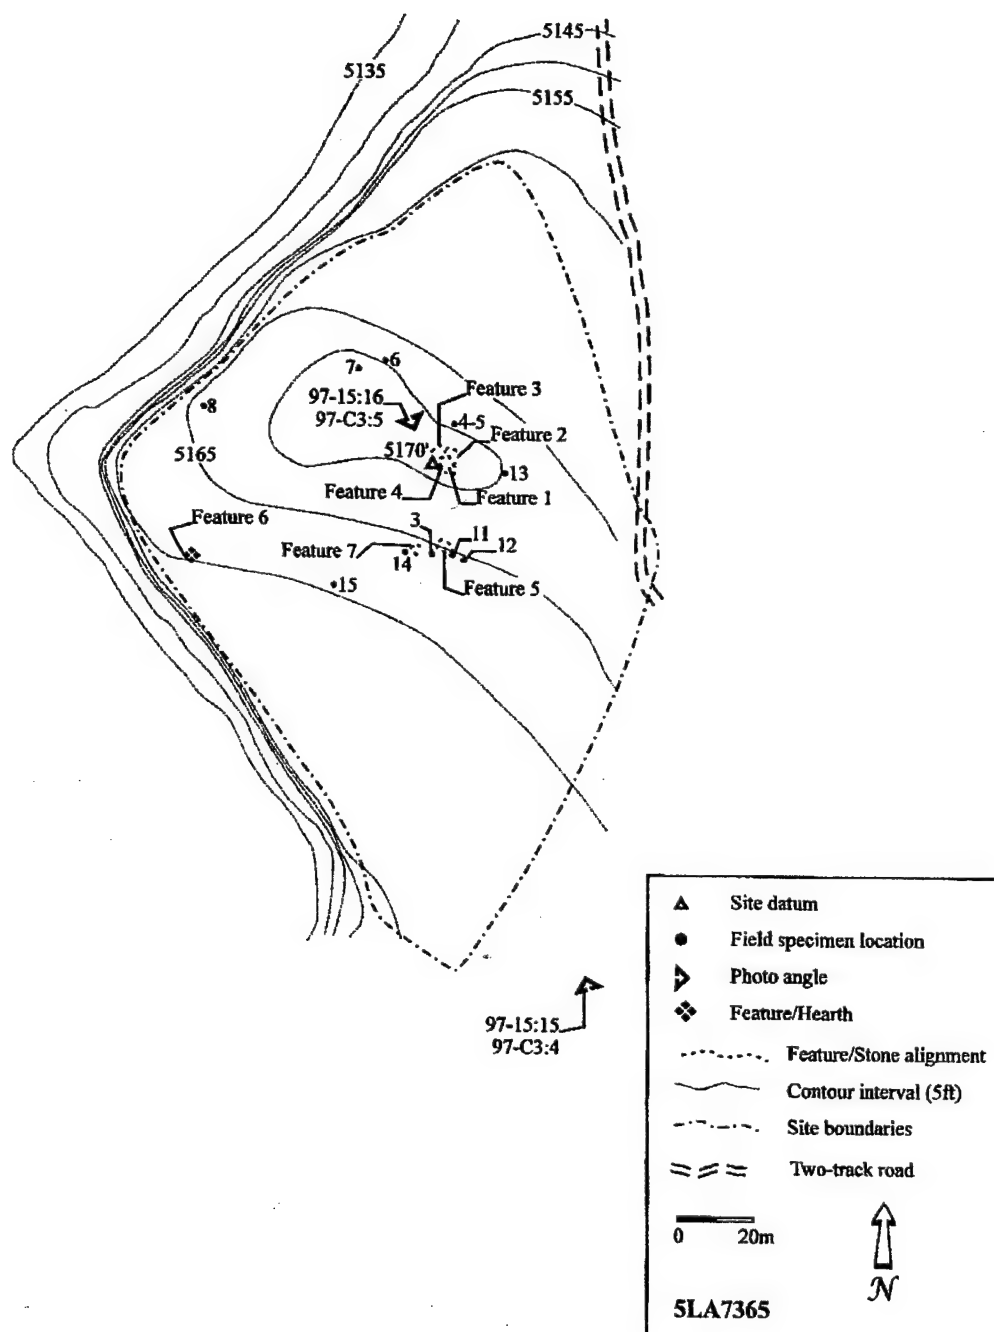 5145
5135
5155
6
7
Feature 3
97-15:16
8
97-C3:5
4-5
Feature 2
5170'
5165
13
Feature 4
Feature 1
Feature 6
3
11
Feature 7
12
14
15
Feature 5
Site datum
Field specimen location
Photo angle
Feature/Hearth
97-15:15
97-C3:4
Feature/Stone alignment
Contour interval (5ft)
Site boundaries
Two-track road
0 20m
N
5LA7365